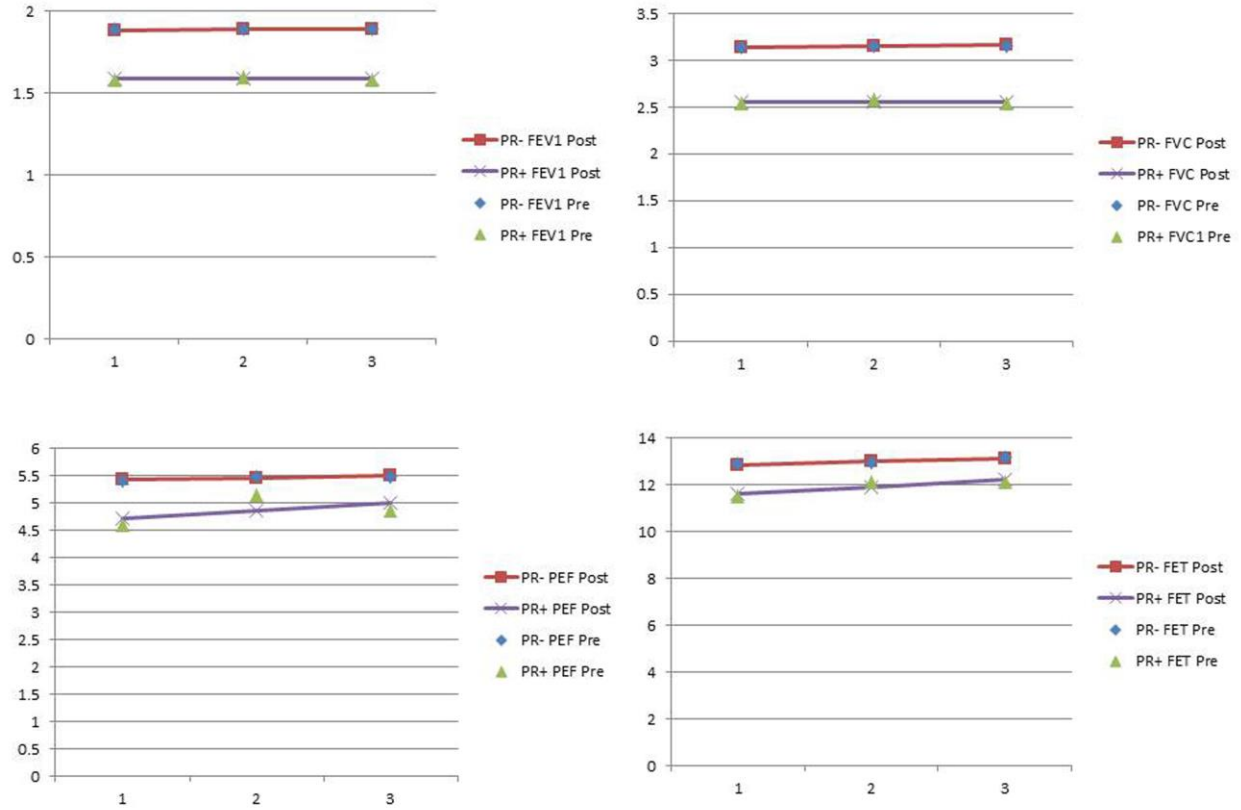 2
1.5
1
0.5
0
1
2
3
PR- FEV1 Post
PR+ FEV1 Post
PR- FEV1 Pre
PR+ FEV1 Pre
3.5
3
2.5
2
1.5
1
0.5
0
1
2
3
PR- FVC Post
PR+ FVC Post
PR- FVC Pre
PR+ FVC1 Pre
6
5.5
5
4.5
4
3.5
3
2.5
2
1.5
1
0.5
0
1
2
3
PR- PEF Post
PR+ PEF Post
PR- PEF Pre
PR+ PEF Pre
14
12
10
8
6
4
2
0
1
2
3
PR- FET Post
PR+ FET Post
PR- FET Pre
PR+ FET Pre